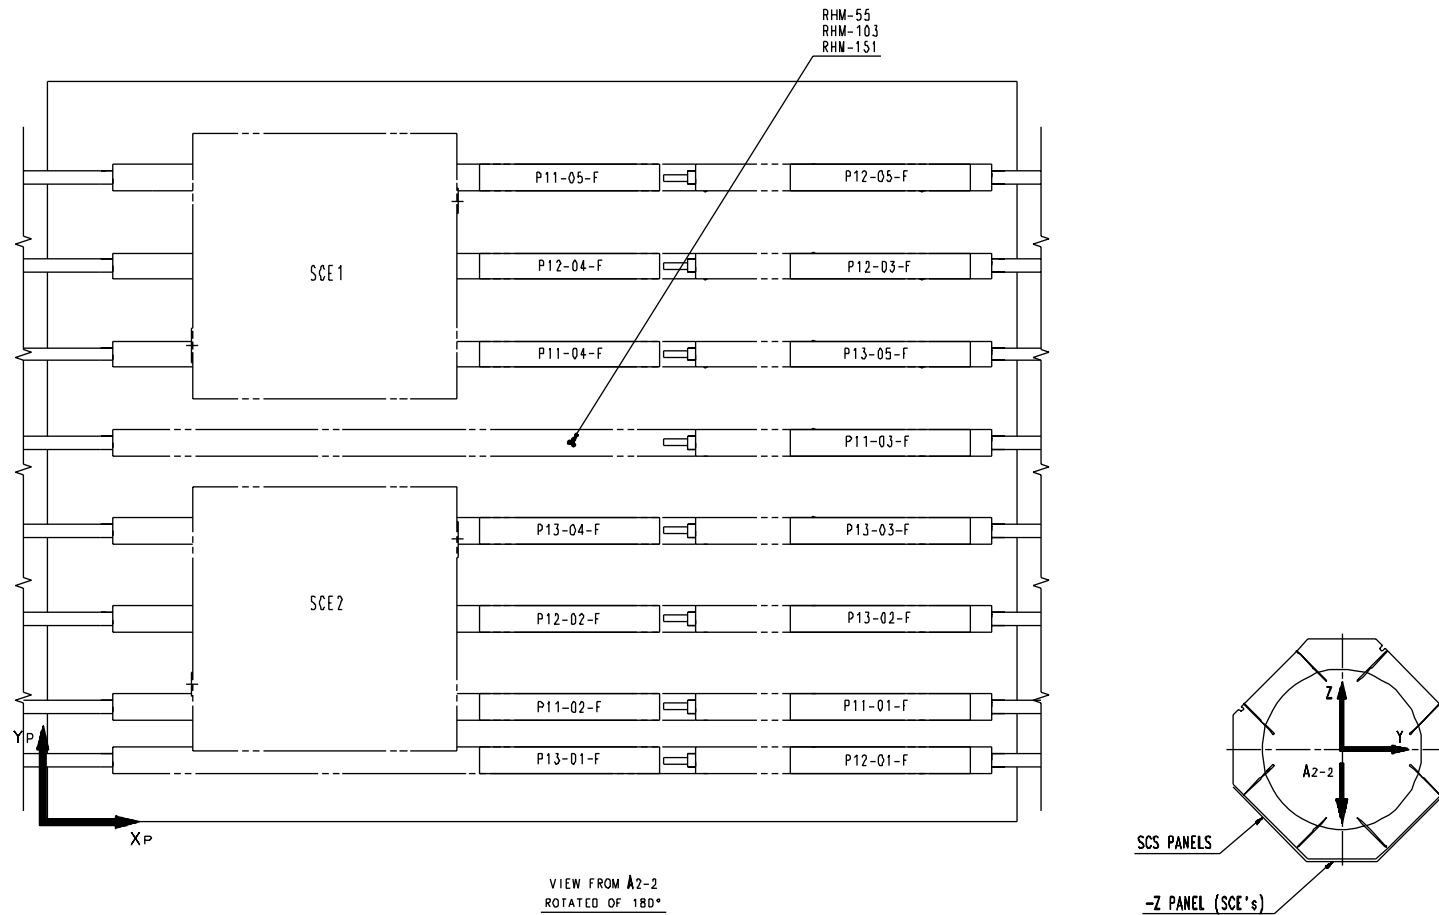 RHM-55
RHM-103
RHM-151
P11-05-F
P12-05-F
SCE1
P12-04-F
P12-03-F
P11-04-F
P13-05-F
P11-03-F
P13-04-F
P13-03-F
SCE2
P12-02-F
P13-02-F
P11-02-F
P11-01-F
YP
P13-01-F
P12-01-F
XP
Z
Y
A2-2
SCS PANELS
-Z PANEL (SCE's)
VIEW FROM A2-2
ROTATED OF 180°